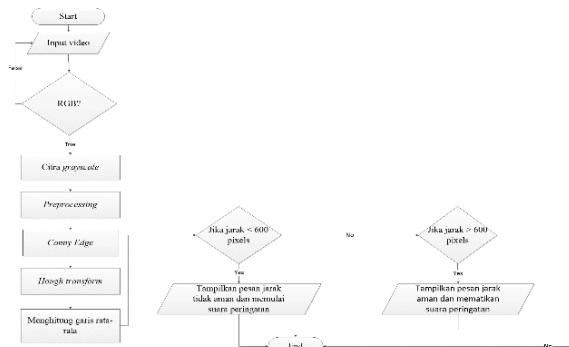 Start
Input video
False
RGB?
True
Citra grayscale
Preprocessing
Canny Edge
Hough transform
Menghitung garis rata-
rata
Jika jarak < 600
pixels
No
Jika jarak > 600
pixels
Yes
Yes
Tampilkan pesan jarak
tidak aman dan memulai
suara peringatan
Tampilkan pesan jarak
aman dan mematikan
suara peringatan
End
No